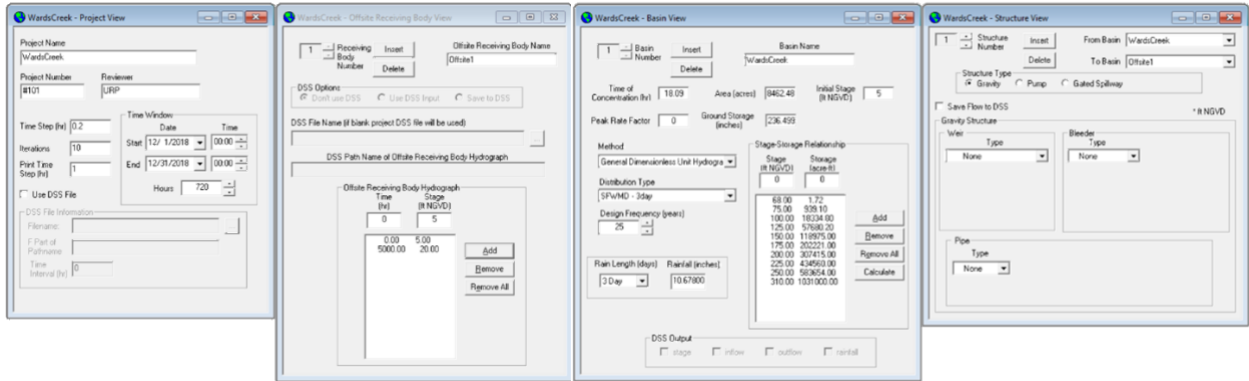 WardsCreek - Project View
Project Name
WardsCreek
Project Number Reviewer
#101 URP
Time Step (hr) 0.2
Iterations 10
Print Time Step (hr) 1
Use DSS File
Time Window
Date Time
Start 12/ 1/2018 00:00
End 12/31/2018 00:00
Hours 720
DSS File Information
Filename:
F Part of Pathname
Time Interval (hr) 0
WardsCreek - Offsite Receiving Body View
1 Receiving Body Number
Insert
Delete
Offsite Receiving Body Name
Offsite1
DSS Options
Don't use DSS Use DSS Input Save to DSS
DSS File Name (if blank project DSS file will be used)
DSS Path Name of Offsite Receiving Body Hydrograph
Offsite Receiving Body Hydrograph
Time (hr) Stage (ft NGVD)
0 5
0.00 5.00
5000.00 20.00
Add
Remove
Remove All
WardsCreek - Basin View
1 Basin Number
Insert
Delete
Basin Name
WardsCreek
Time of Concentration (hr) 18.09
Area (acres) 8462.48
Initial Stage (ft NGVD) 5
Peak Rate Factor 0
Ground Storage (inches) 236.499
Method
General Dimensionless Unit Hydrogra
Distribution Type
SFWMD - 3day
Design Frequency (years)
25
Rain Length (days) Rainfall (inches)
3 Day 10.67800
Stage-Storage Relationship
Stage (ft NGVD) Storage (acre-ft)
0 0
68.00 1.72
75.00 939.10
100.00 18334.80
125.00 57680.20
150.00 118975.00
175.00 202221.00
200.00 307415.00
225.00 434560.00
250.00 583654.00
310.00 1031000.00
Add
Remove
Remove All
Calculate
DSS Output
stage inflow outflow rainfall
WardsCreek - Structure View
1 Structure Number
Insert
Delete
From Basin WardsCreek
To Basin Offsite1
Structure Type
Gravity Pump Gated Spillway
Save Flow to DSS
* ft NGVD
Gravity Structure
Weir
Type
None
Bleeder
Type
None
Pipe
Type
None